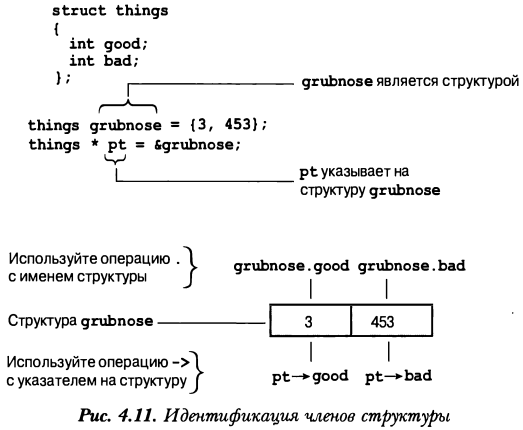 struct things
{
int good;
int bad;
};
grubnose является структурой
things grubnose = {3, 453};
things * pt = &grubnose;
pt указывает на
структуру grubnose
Используйте операцию .
с именем структуры
grubnose.good grubnose.bad
Структура grubnose
3 453
Используйте операцию ->
с указателем на структуру
pt→good pt→bad
Рис. 4.11. Идентификация членов структуры